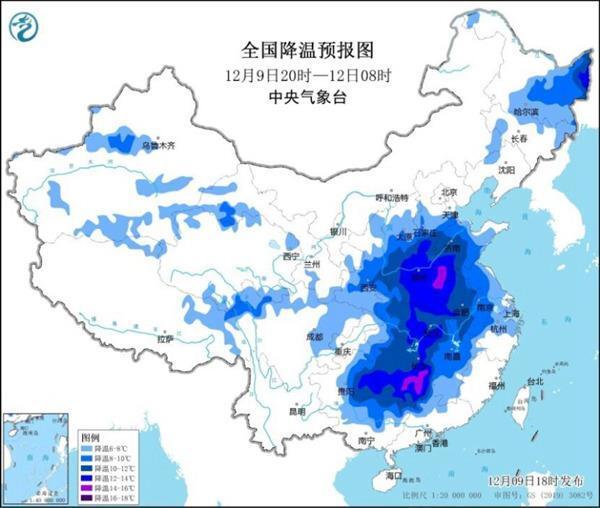 全国降温预报图
12月9日20时—12日08时
中央气象台
哈尔滨
长春
沈阳
乌鲁木齐
呼和浩特
北京
天津
银川
太原
石家庄
济南
西宁
兰州
西安
郑州
合肥
南京
上海
杭州
拉萨
成都
重庆
武汉
南昌
长沙
贵阳
福州
台北
昆明
南宁
广州
香港
澳门
海口
图例
降温6-8℃
降温8-10℃
降温10-12℃
降温12-14℃
降温14-16℃
降温16-18℃
12月09日18时发布
比例尺 1:20 000 000 审图号: GS (2019) 3082号